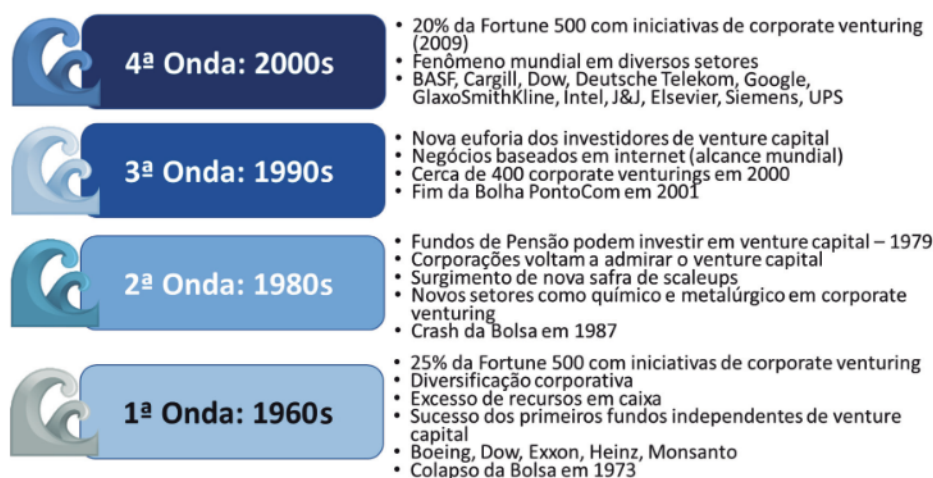 4ª Onda: 2000s
• 20% da Fortune 500 com iniciativas de corporate venturing
(2009)
• Fenômeno mundial em diversos setores
• BASF, Cargill, Dow, Deutsche Telekom, Google,
GlaxoSmithKline, Intel, J&J, Elsevier, Siemens, UPS
3ª Onda: 1990s
• Nova euforia dos investidores de venture capital
• Negócios baseados em internet (alcance mundial)
• Cerca de 400 corporate venturings em 2000
• Fim da Bolha PontoCom em 2001
2ª Onda: 1980s
• Fundos de Pensão podem investir em venture capital – 1979
• Corporações voltam a admirar o venture capital
• Surgimento de nova safra de scaleups
• Novos setores como químico e metalúrgico em corporate
venturing
• Crash da Bolsa em 1987
1ª Onda: 1960s
• 25% da Fortune 500 com iniciativas de corporate venturing
• Diversificação corporativa
• Excesso de recursos em caixa
• Sucesso dos primeiros fundos independentes de venture
capital
• Boeing, Dow, Exxon, Heinz, Monsanto
• Colapso da Bolsa em 1973